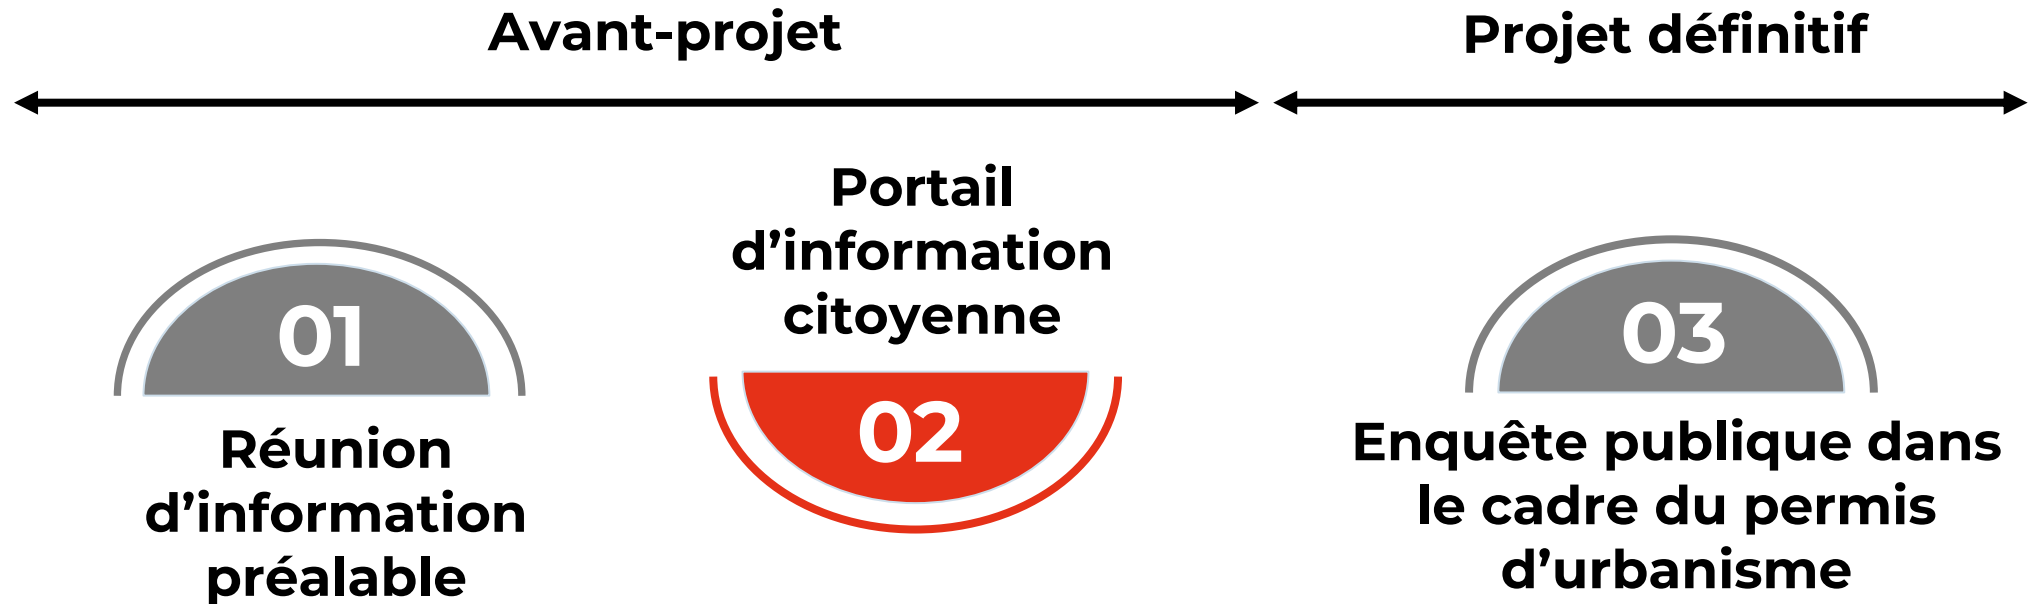 Avant-projet
Projet définitif
01
Réunion
d’information
préalable
Portail
d’information
citoyenne
02
03
Enquête publique dans
le cadre du permis
d’urbanisme